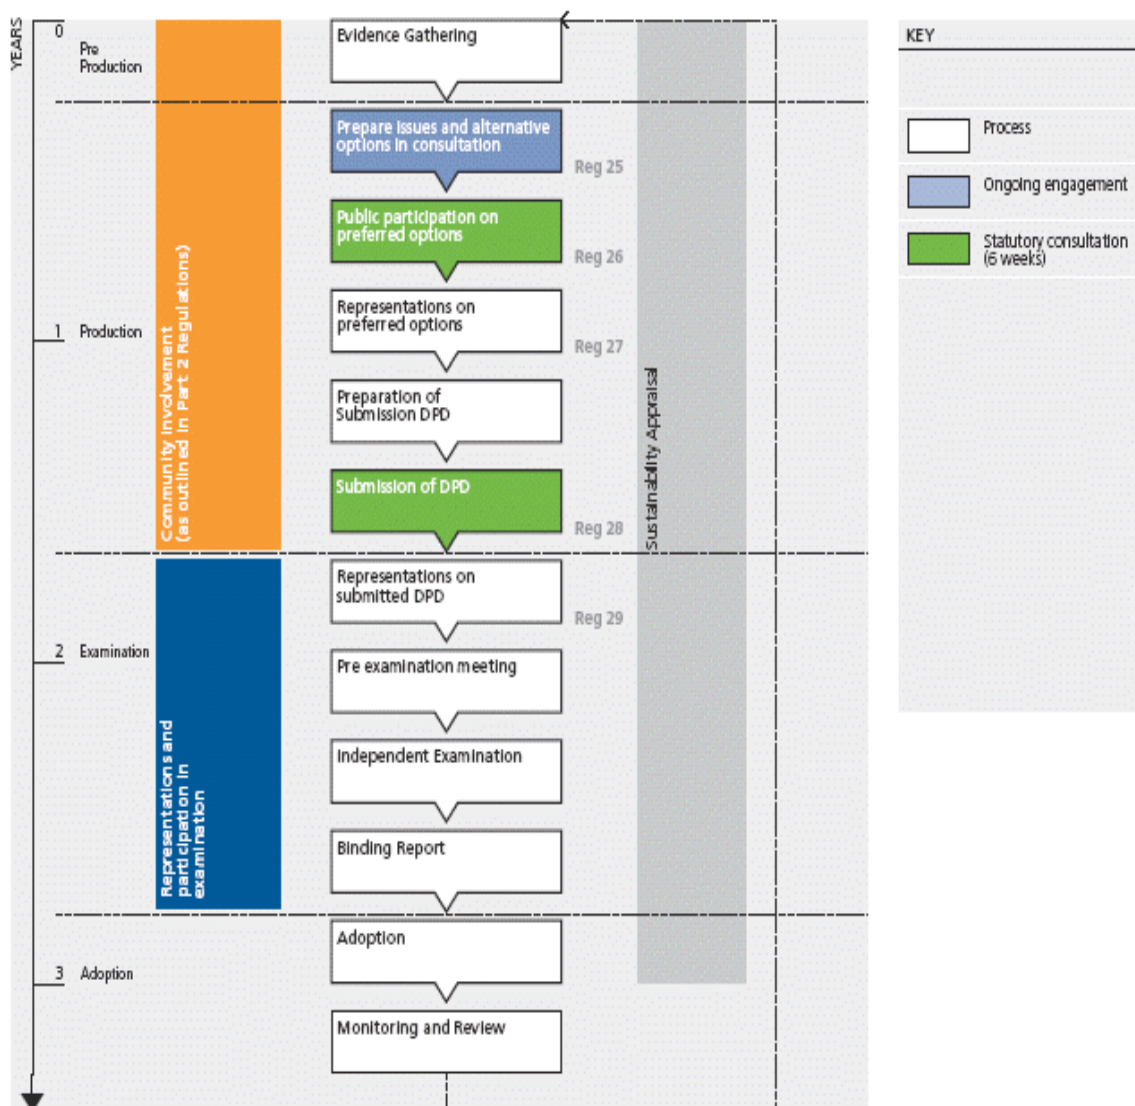 YEARS
0
Pre
Production
1
Production
2
Examination
3
Adoption
Community Involvement
(as outlined in Part 2 Regulations)
Representations and
participation in
examination
Evidence Gathering
Prepare issues and alternative
options in consultation
Reg 25
Public participation on
preferred options
Reg 26
Representations on
preferred options
Reg 27
Preparation of
Submission DPD
Submission of DPD
Reg 28
Representations on
submitted DPD
Reg 29
Pre examination meeting
Independent Examination
Binding Report
Adoption
Monitoring and Review
Sustainability Appraisal
KEY
Process
Ongoing engagement
Statutory consultation
(6 weeks)